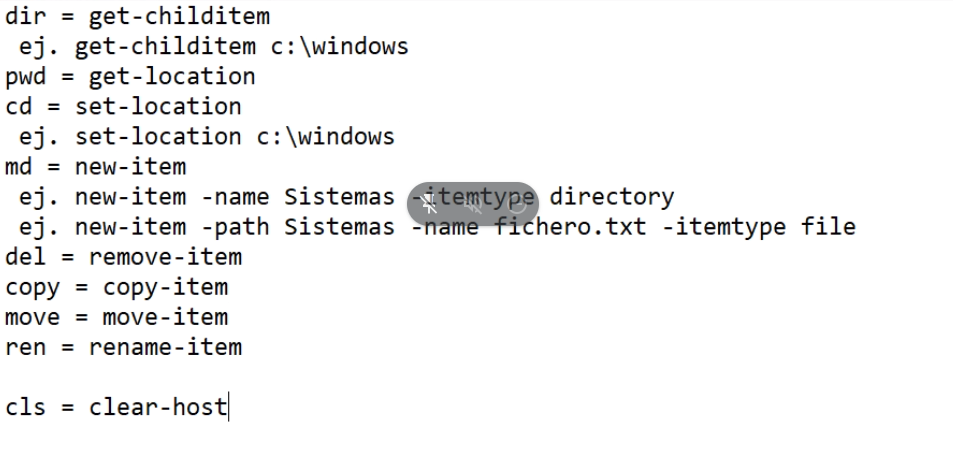 dir = get-childitem
ej. get-childitem c:\windows
pwd = get-location
cd = set-location
ej. set-location c:\windows
md = new-item
ej. new-item -name Sistemas -itemtype directory
ej. new-item -path Sistemas -name fichero.txt -itemtype file
del = remove-item
copy = copy-item
move = move-item
ren = rename-item
cls = clear-host